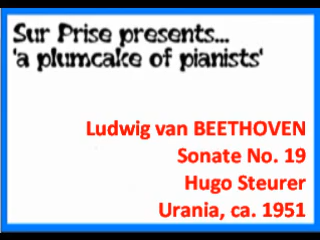 Sur Prise presents...
'a plumcake of pianists'
Ludwig van BEETHOVEN
Sonate No. 19
Hugo Steurer
Urania, ca. 1951